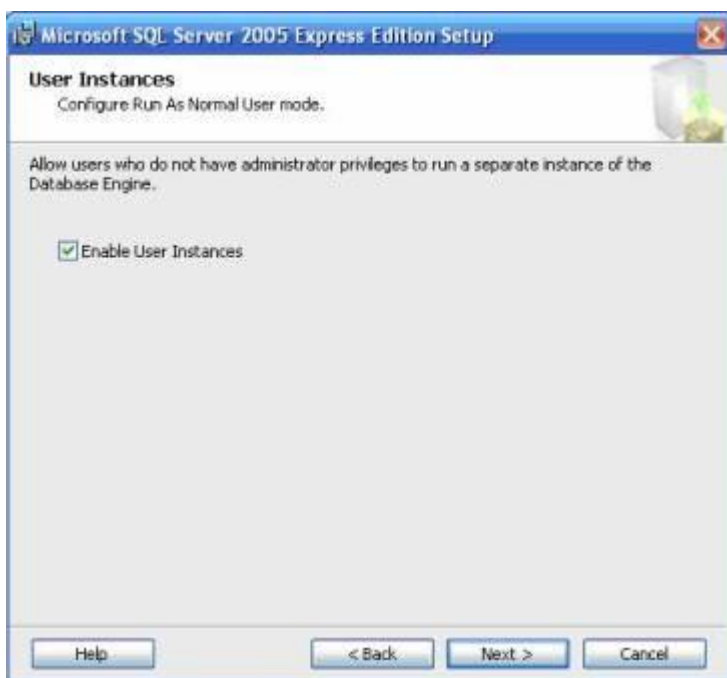 Microsoft SQL Server 2005 Express Edition Setup
User Instances
Configure Run As Normal User mode.
Allow users who do not have administrator privileges to run a separate instance of the
Database Engine.
Enable User Instances
Help
< Back
Next >
Cancel